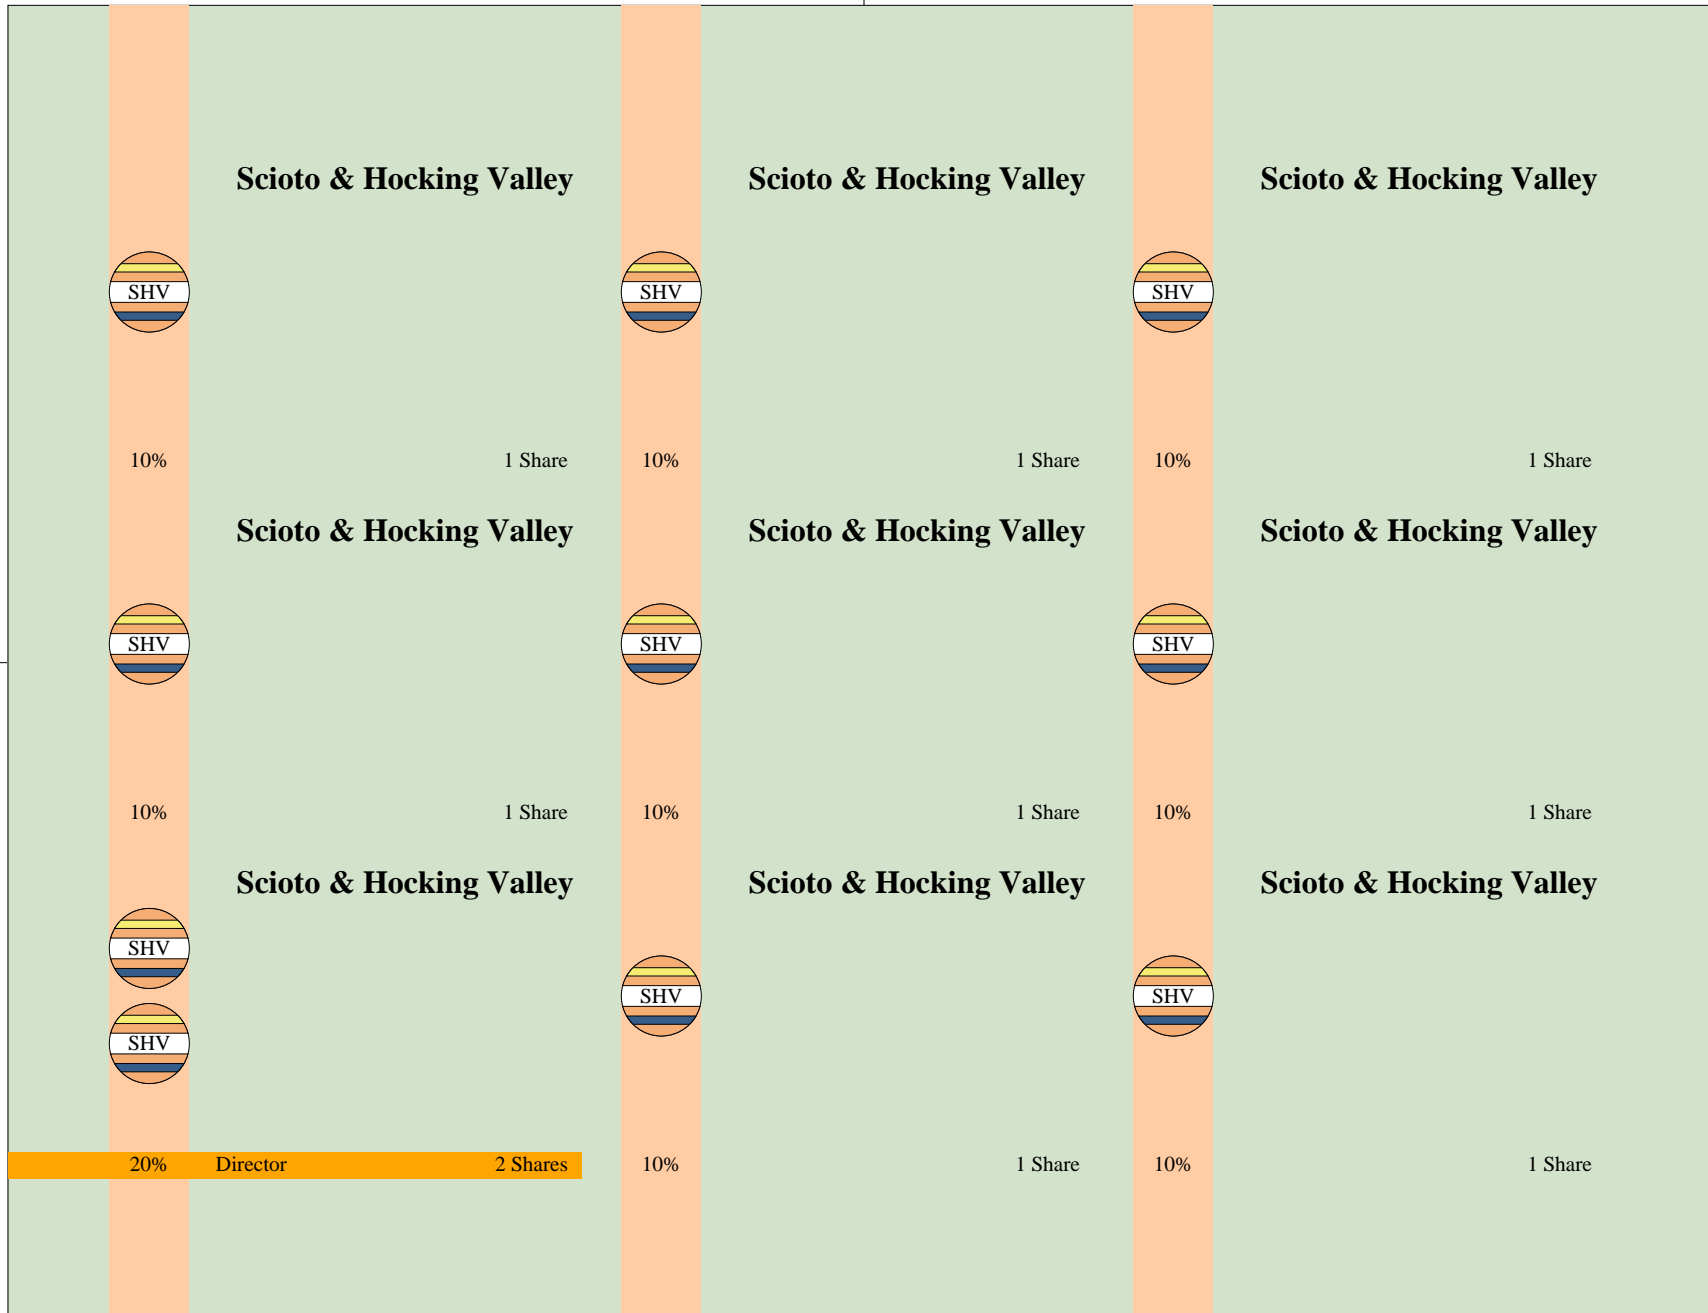 Scioto & Hocking Valley Scioto & Hocking Valley Scioto & Hocking Valley
SHV SHV SHV
10% 1 Share 10% 1 Share 10% 1 Share
Scioto & Hocking Valley Scioto & Hocking Valley Scioto & Hocking Valley
SHV SHV SHV
10% 1 Share 10% 1 Share 10% 1 Share
Scioto & Hocking Valley Scioto & Hocking Valley Scioto & Hocking Valley
SHV
SHV SHV
SHV
20% Director 2 Shares 10% 1 Share 10% 1 Share